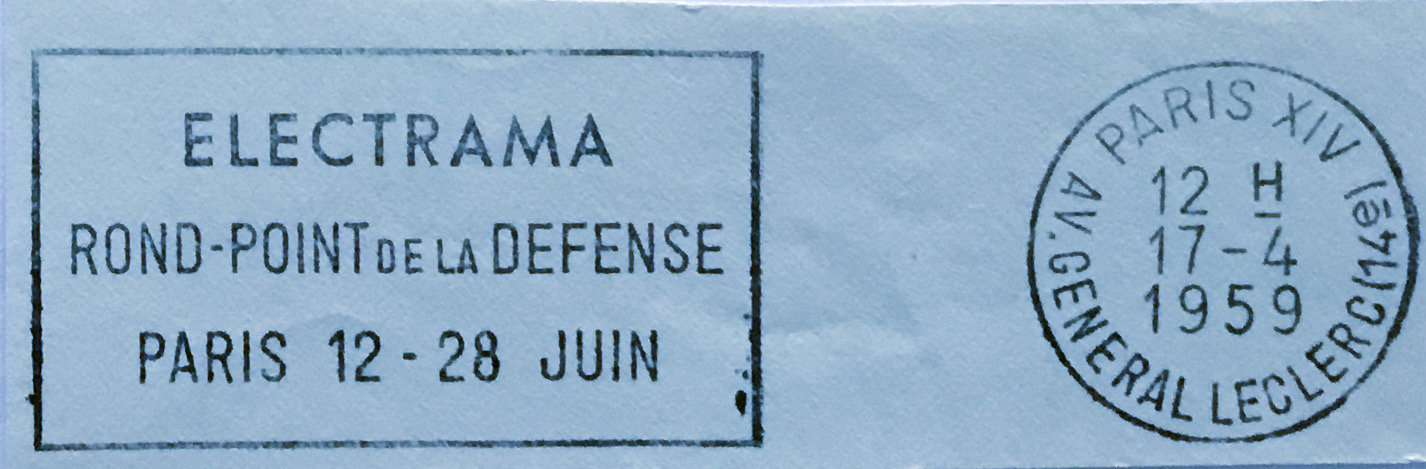 ELECTRAMA
ROND-POINT DE LA DEFENSE
PARIS 12 - 28 JUIN
PARIS XIV
12 H
17-4
1959
AV. GENERAL LECLERC (14e)